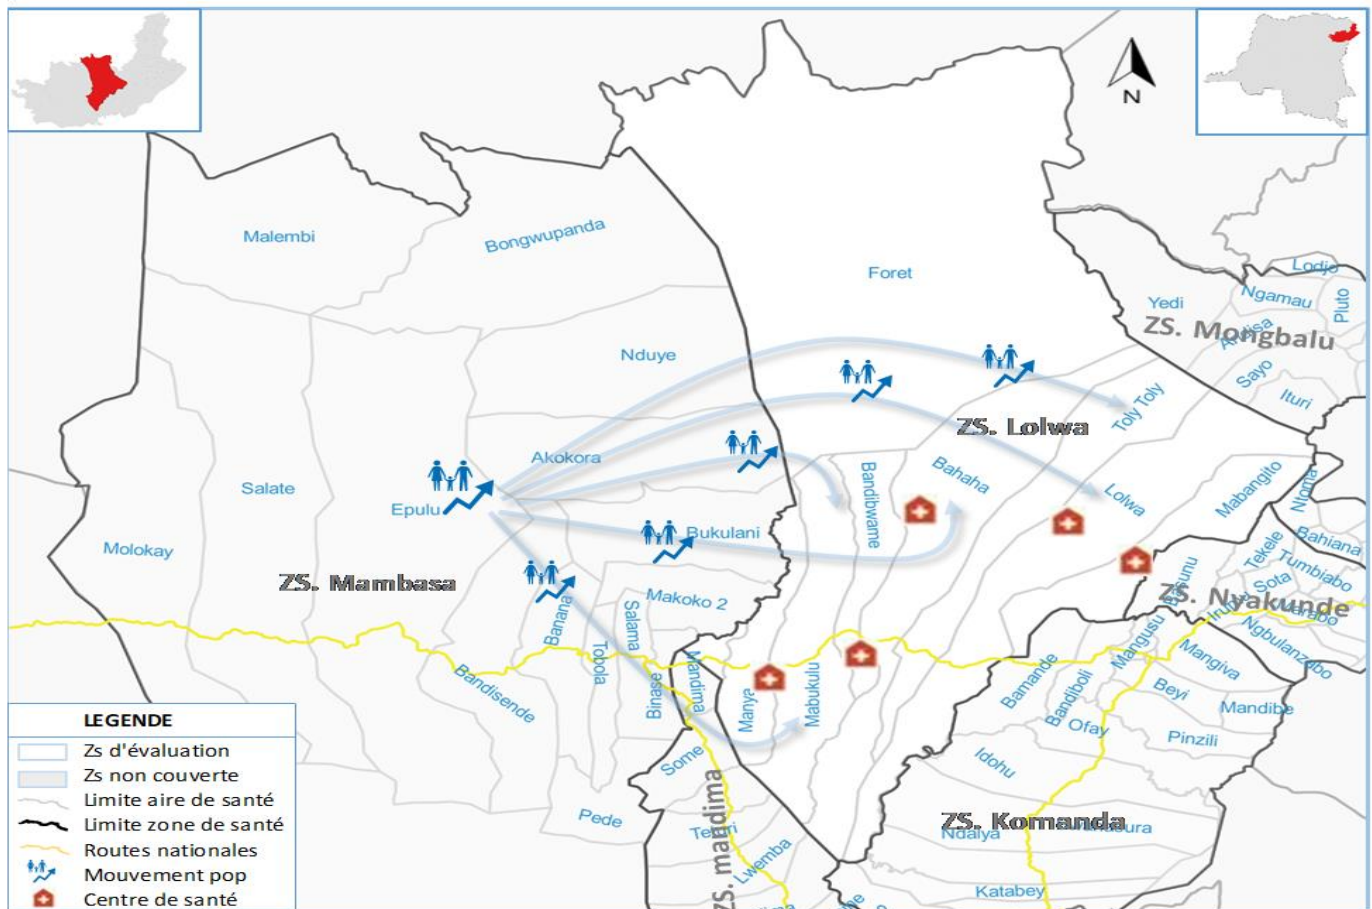 N
Malembi
Bongwupanda
Foret
Lodjo
Yedi
Ngamau
Pluto
ZS. Mongbalu
Nduye
Sayo
Ituri
Toly Toly
ZS. Lolwa
Akokora
Bandibwame
Bahaha
Mabangito
Salate
Epulu
Lolwa
Bukulani
Bahiana
Molokay
Tekele
Tumbiabo
ZS. Mambasa
Sota
ZS. Nyakunde
Makoko 2
Banana
Salama
Mangusu
Ngbulanzabo
Tobola
Mangiva
Mandima
Bamande
Bandisende
Binase
Manya
Mabukulu
Bandiboli
Beyi
Mandibe
Ofay
Pinzili
LEGENDE
Zs d'évaluation
Zs non couverte
Limite aire de santé
Limite zone de santé
Routes nationales
Mouvement pop
Centre de santé
Some
Idohu
Pede
ZS. mandima
Lwemba
ZS. Komanda
Ndalya
Katabey